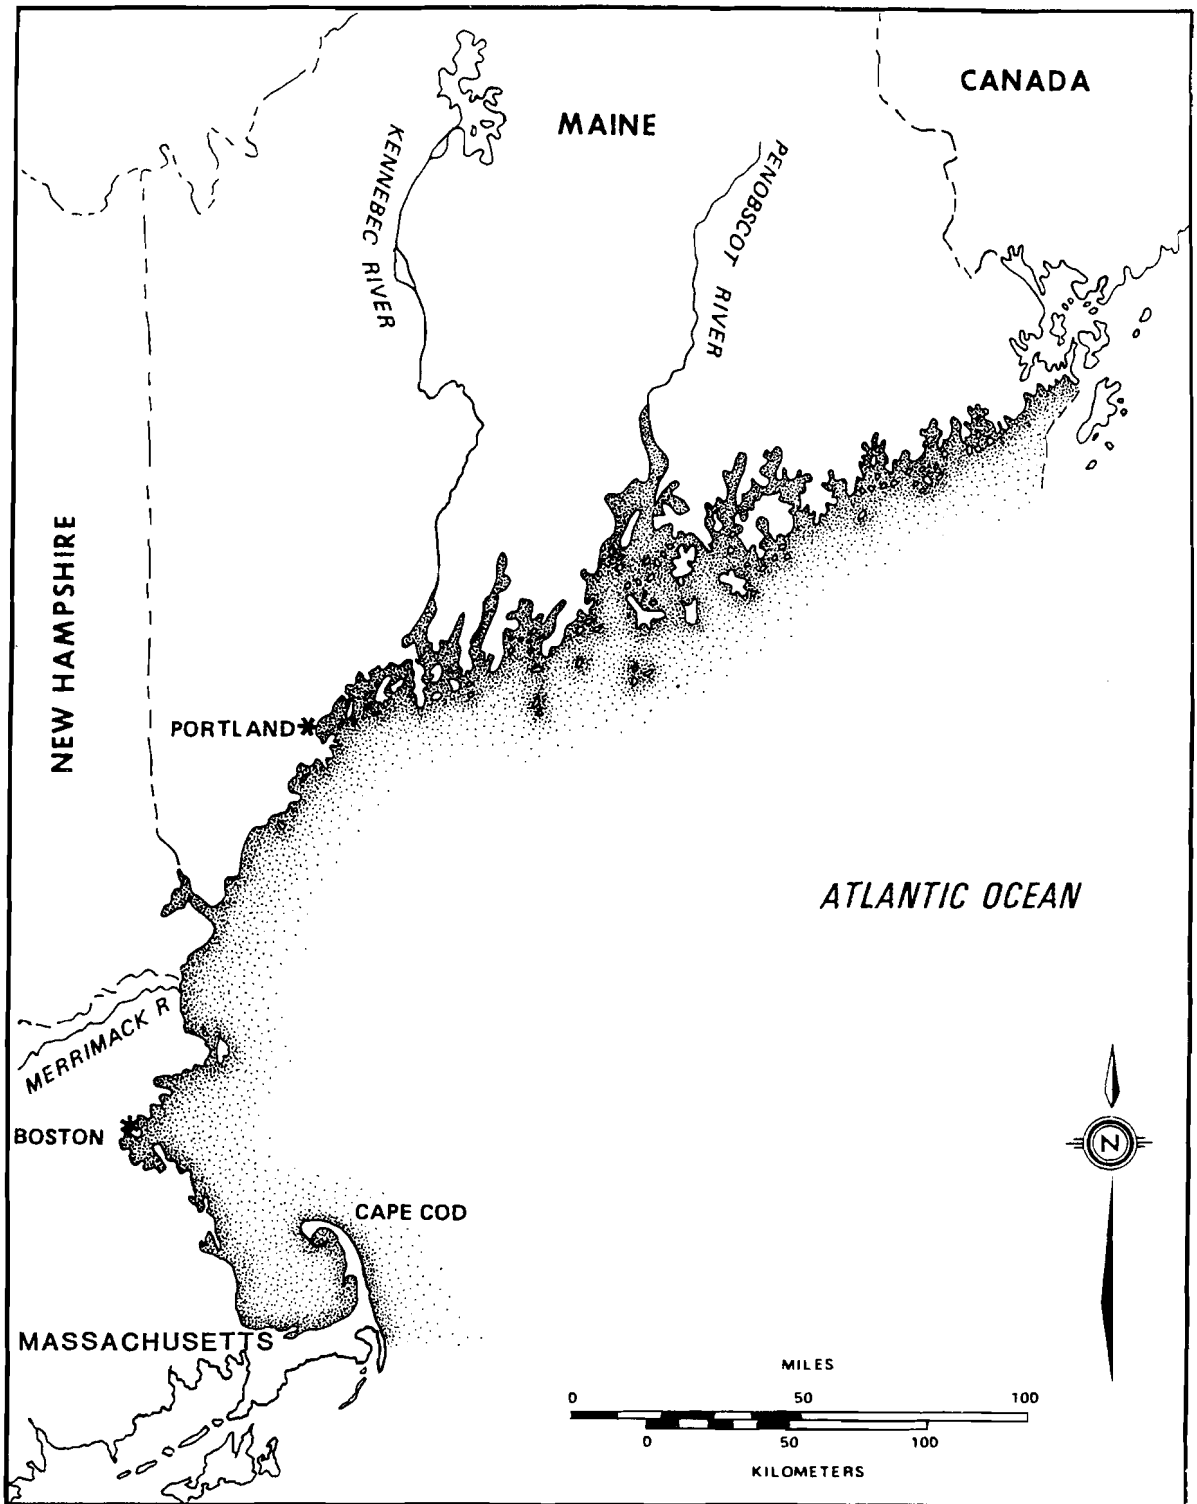 CANADA
MAINE
KENNEBEC RIVER
PENOBSCOT RIVER
NEW HAMPSHIRE
PORTLAND
ATLANTIC OCEAN
MERRIMACK R
BOSTON
N
CAPE COD
MASSACHUSETTS
MILES
0 50 100
0 50 100
KILOMETERS